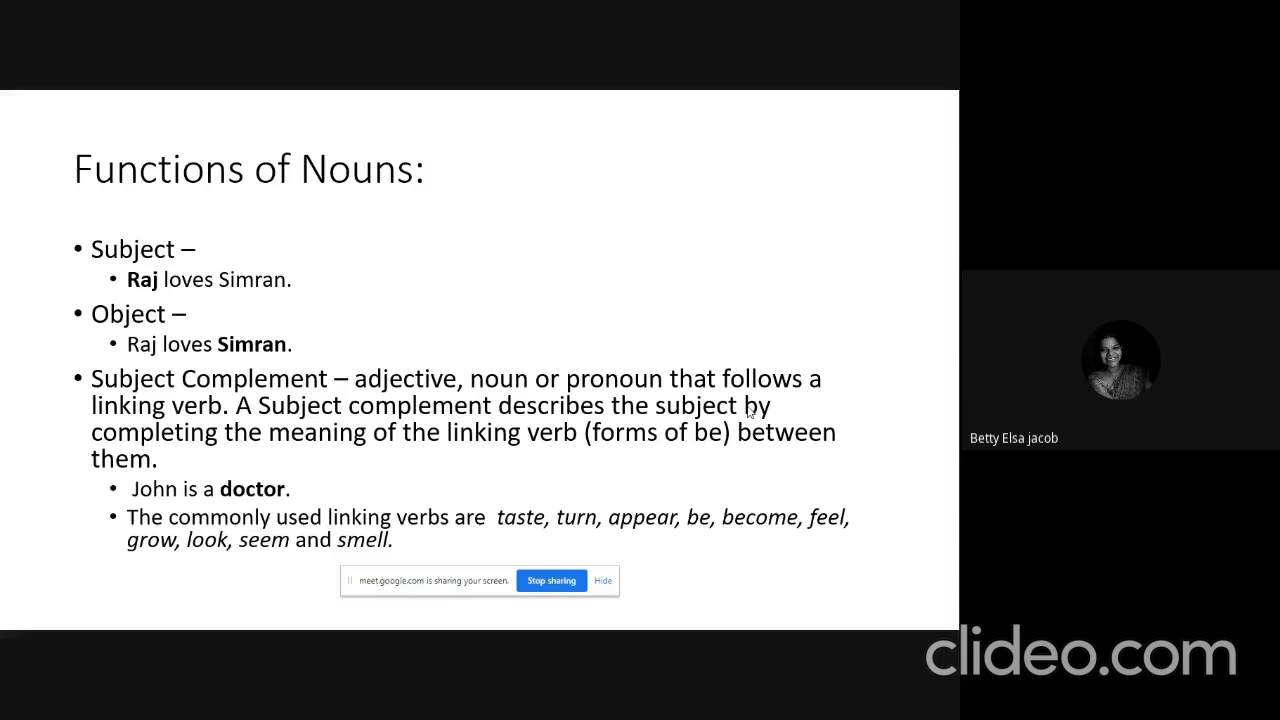 Functions of Nouns:
• Subject –
• Raj loves Simran.
• Object –
• Raj loves Simran.
• Subject Complement – adjective, noun or pronoun that follows a
linking verb. A Subject complement describes the subject by
completing the meaning of the linking verb (forms of be) between
them.
• John is a doctor.
• The commonly used linking verbs are taste, turn, appear, be, become, feel,
grow, look, seem and smell.
meet.google.com is sharing your screen. Stop sharing Hide
Betty Elsa jacob
clideo.com